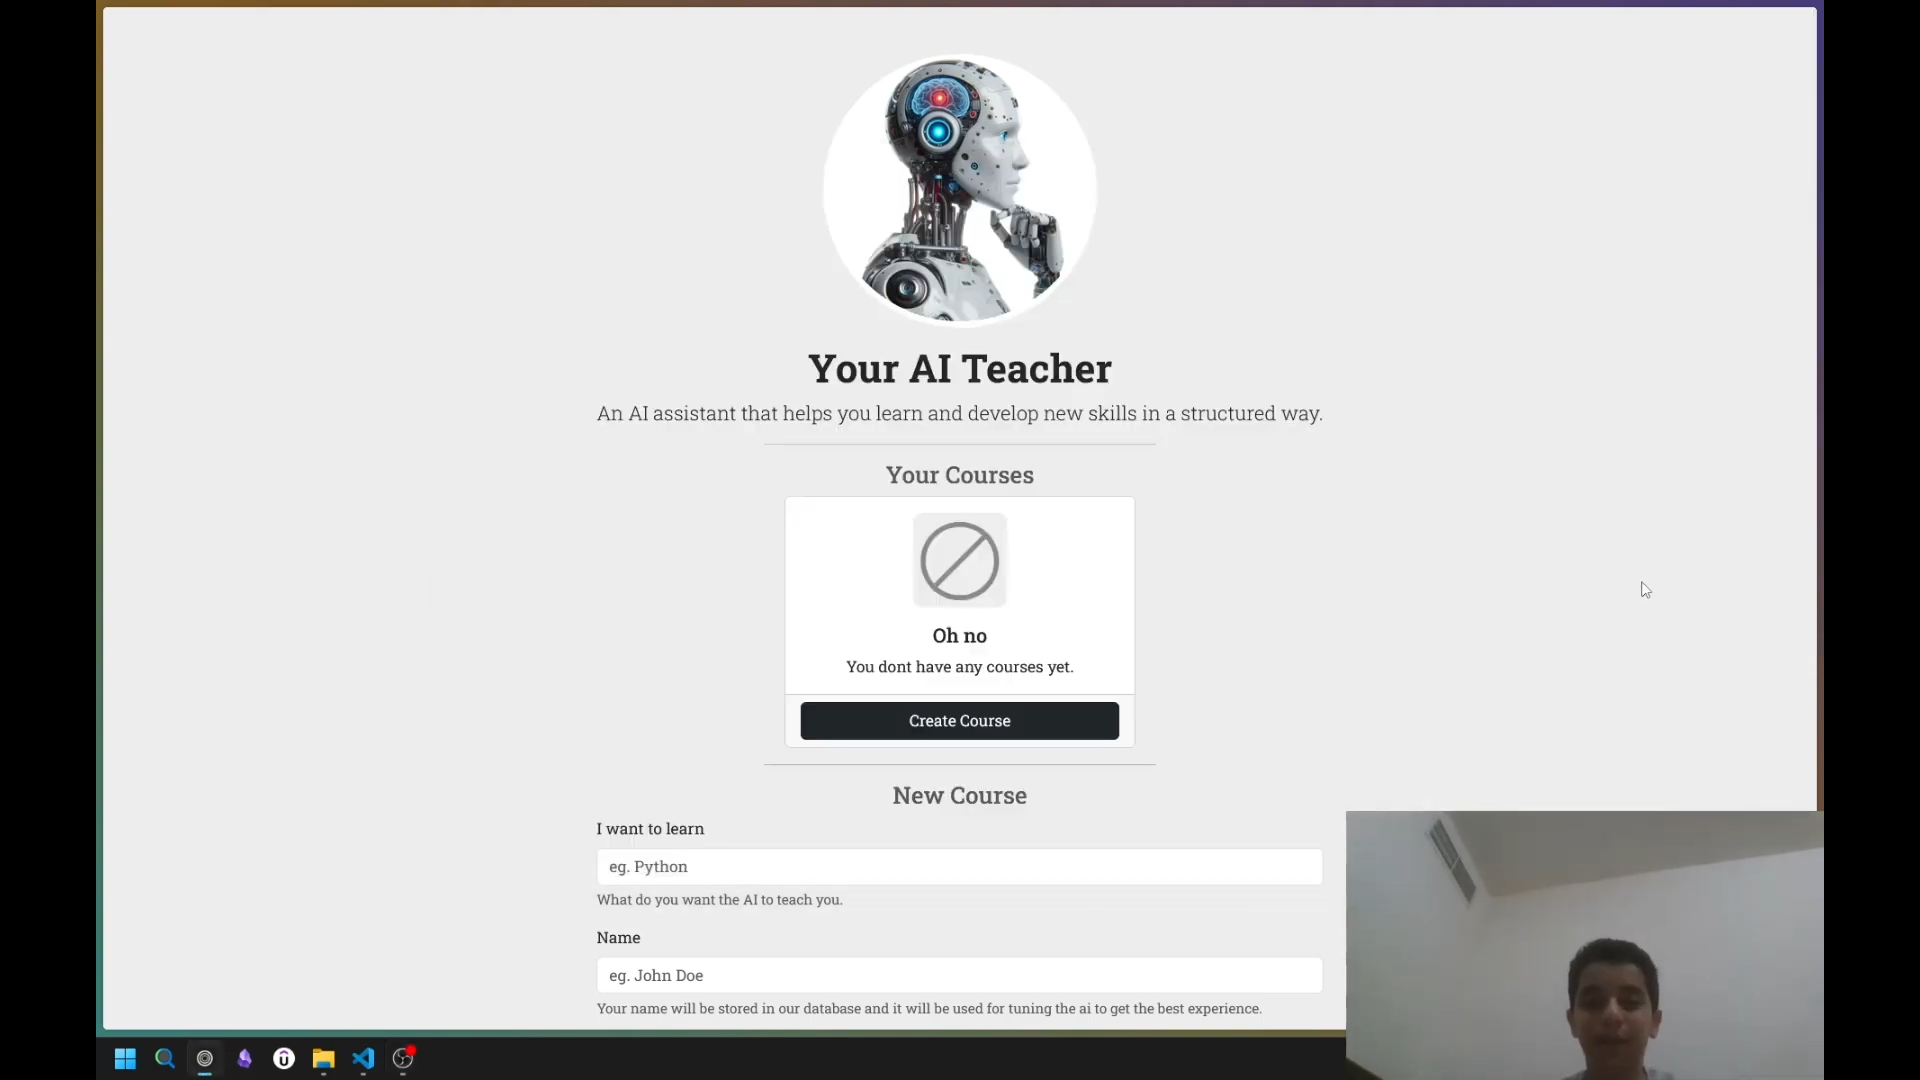 Your AI Teacher
An AI assistant that helps you learn and develop new skills in a structured way.
Your Courses
Oh no
You dont have any courses yet.
Create Course
New Course
I want to learn
eg. Python
What do you want the AI to teach you.
Name
eg. John Doe
Your name will be stored in our database and it will be used for tuning the ai to get the best experience.